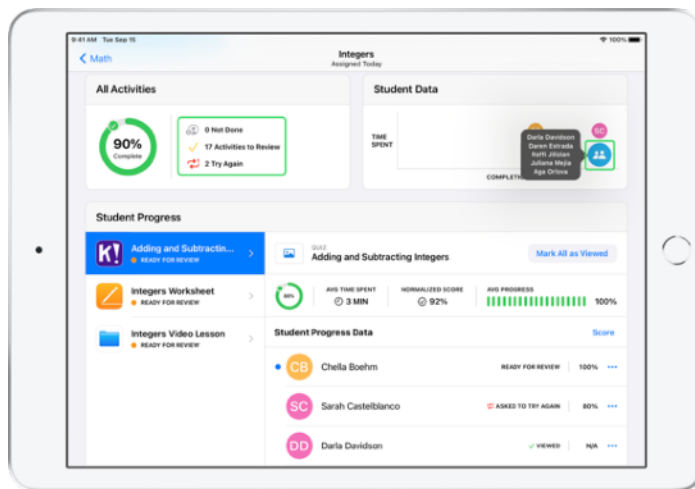 9:41 AM Tue Sep 15
100%
Math
Integers
Assigned Today
All Activities
90%
Complete
0 Not Done
17 Activities to Review
2 Try Again
Student Data
TIME
SPENT
SC
Darla Davidson
Daren Estrada
Raffi Jilizian
Juliana Mejia
Aga Orlova
Student Progress
K!
Adding and Subtractin...
READY FOR REVIEW
Integers Worksheet
READY FOR REVIEW
Integers Video Lesson
READY FOR REVIEW
QUIZ
Adding and Subtracting Integers
Mark All as Viewed
AVG TIME SPENT
3 MIN
NORMALIZED SCORE
92%
AVG PROGRESS
100%
Student Progress Data
Score
CB
Chella Boehm
READY FOR REVIEW
100%
SC
Sarah Castelblanco
ASKED TO TRY AGAIN
80%
DD
Darla Davidson
VIEWED
N/A